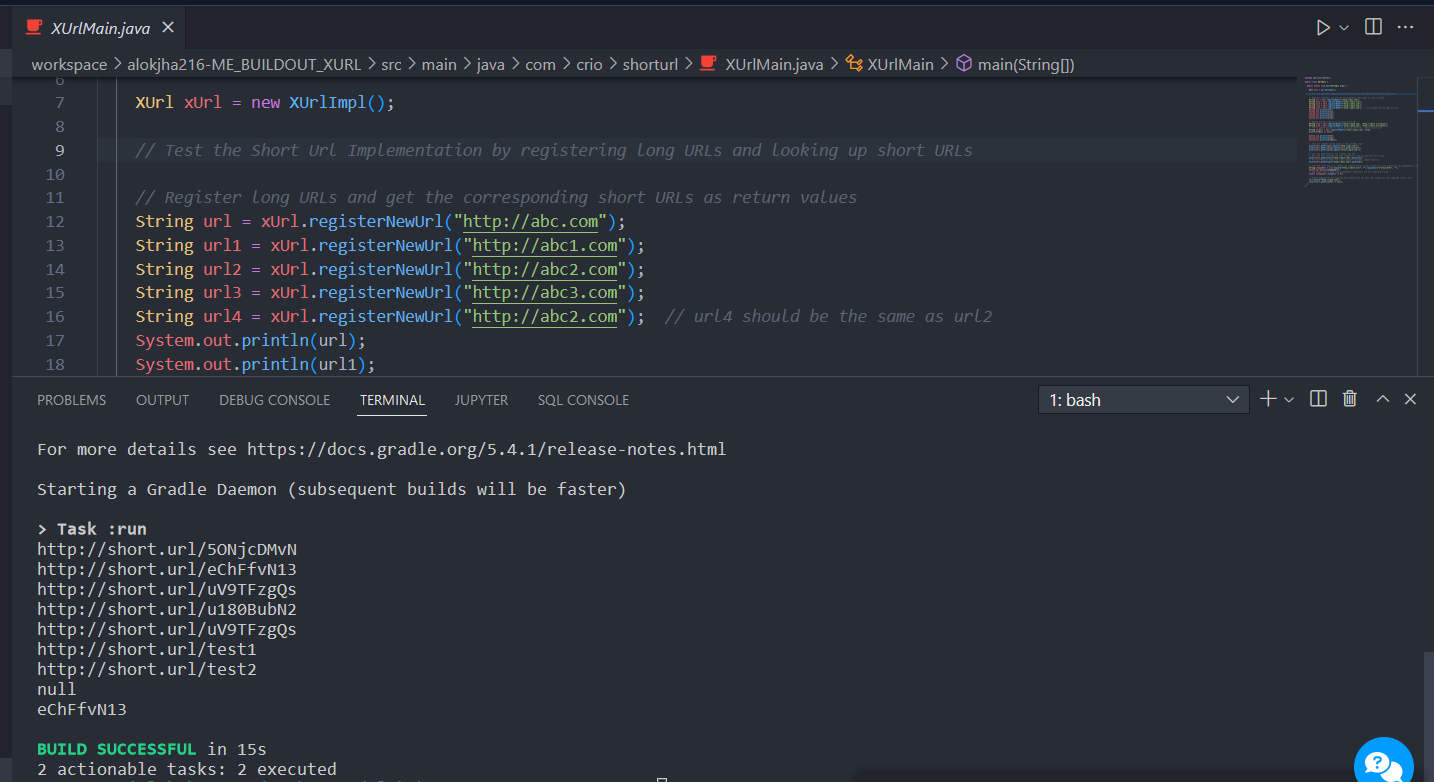 XUrlMain.java
workspace > alokjha216-ME_BUILDOUT_XURL > src > main > java > com > crio > shorturl > XUrlMain.java > XUrlMain > main(String[])
6
7 XUrl xUrl = new XUrlImpl();
8
9 // Test the Short Url Implementation by registering long URLs and looking up short URLs
10
11 // Register long URLs and get the corresponding short URLs as return values
12 String url = xUrl.registerNewUrl("http://abc.com");
13 String url1 = xUrl.registerNewUrl("http://abc1.com");
14 String url2 = xUrl.registerNewUrl("http://abc2.com");
15 String url3 = xUrl.registerNewUrl("http://abc3.com");
16 String url4 = xUrl.registerNewUrl("http://abc2.com"); // url4 should be the same as url2
17 System.out.println(url);
18 System.out.println(url1);
PROBLEMS OUTPUT DEBUG CONSOLE TERMINAL JUPYTER SQL CONSOLE 1: bash
For more details see https://docs.gradle.org/5.4.1/release-notes.html
Starting a Gradle Daemon (subsequent builds will be faster)
> Task :run
http://short.url/5ONjcDMvN
http://short.url/eChFfvN13
http://short.url/uV9TFzgQs
http://short.url/u180BubN2
http://short.url/uV9TFzgQs
http://short.url/test1
http://short.url/test2
null
eChFfvN13
BUILD SUCCESSFUL in 15s
2 actionable tasks: 2 executed